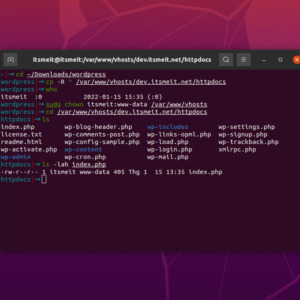 itsmeit@itsmeit:/var/www/vhosts/dev.itsmeit.net/httpdocs
~ cd ~/Downloads/wordpress
wordpress cp -R * /var/www/vhosts/dev.itsmeit.net/httpdocs
wordpress who
itsmeit :0 2022-01-15 15:35 (:0)
wordpress sudo chown itsmeit:www-data /var/www/vhosts
wordpress cd /var/www/vhosts/dev.itsmeit.net/httpdocs
httpdocs ls
index.php wp-blog-header.php wp-includes wp-settings.php
license.txt wp-comments-post.php wp-links-opml.php wp-signup.php
readme.html wp-config-sample.php wp-load.php wp-trackback.php
wp-activate.php wp-content wp-login.php xmlrpc.php
wp-admin wp-cron.php wp-mail.php
httpdocs ls -lah index.php
-rw-r--r-- 1 itsmeit www-data 405 Thg 1 15 13:35 index.php
httpdocs